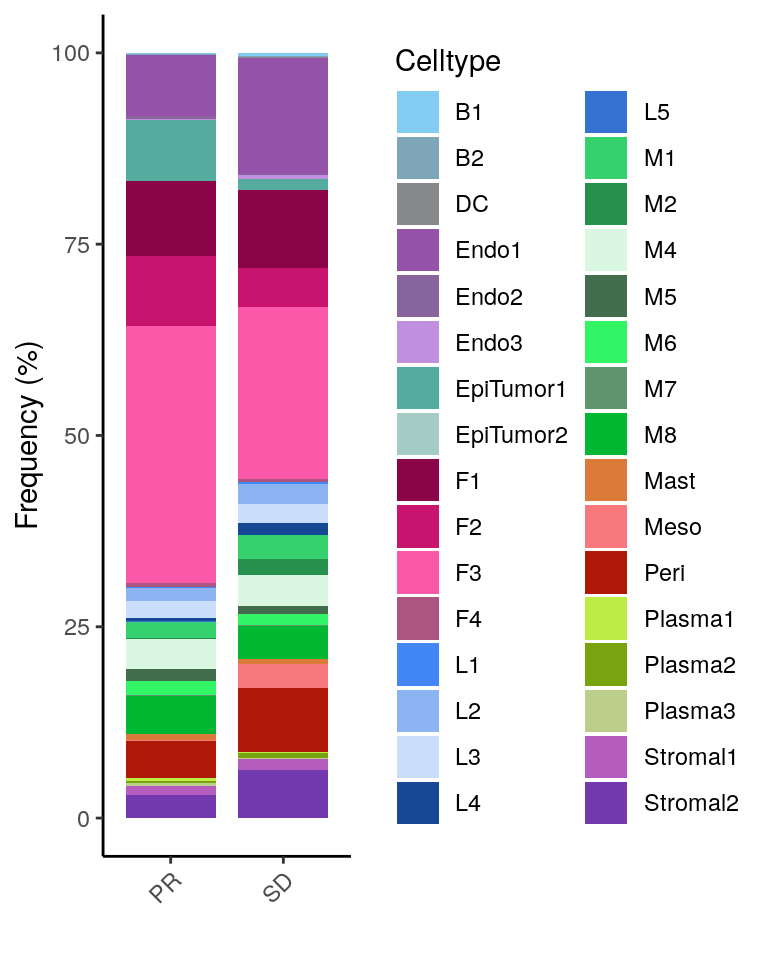 Frequency (%)
100
75
50
25
0
PR
SD
Celltype
B1
B2
DC
Endo1
Endo2
Endo3
EpiTumor1
EpiTumor2
F1
F2
F3
F4
L1
L2
L3
L4
L5
M1
M2
M4
M5
M6
M7
M8
Mast
Meso
Peri
Plasma1
Plasma2
Plasma3
Stromal1
Stromal2